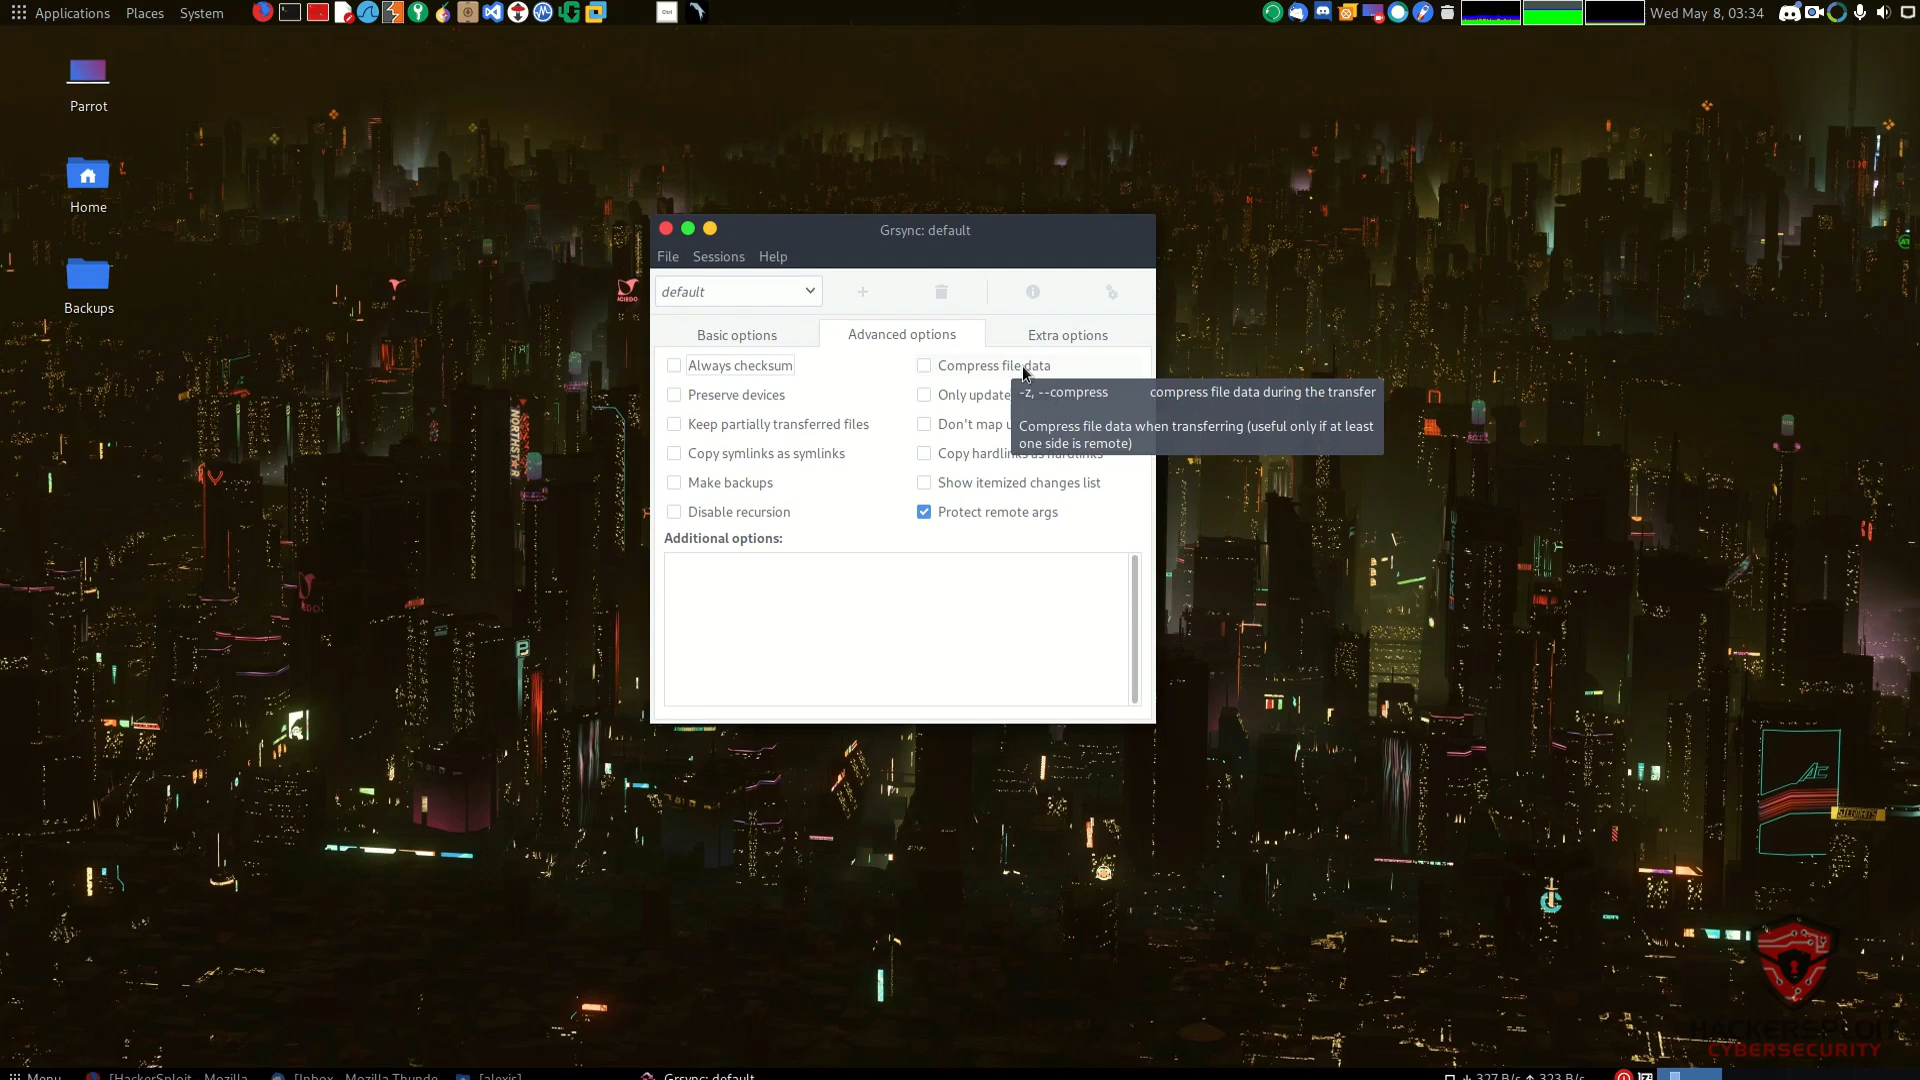 Applications Places System
Wed May 8, 03:34
Parrot
Home
Backups
Grsync: default
File Sessions Help
default
Basic options
Advanced options
Extra options
Always checksum
Compress file data
Preserve devices
Only update
Keep partially transferred files
Don't map
Copy symlinks as symlinks
Copy hardlinks as hardlinks
Make backups
Show itemized changes list
Disable recursion
Protect remote args
-z, --compress compress file data during the transfer
Compress file data when transferring (useful only if at least
one side is remote)
Additional options:
NORTHSTAR
HACKERSPLOIT
CYBERSECURITY
Menu
[HackerSploit - Mozilla
[Inbox - Mozilla Thunde
[alexis]
Grsync: default
327 B/s
323 B/s